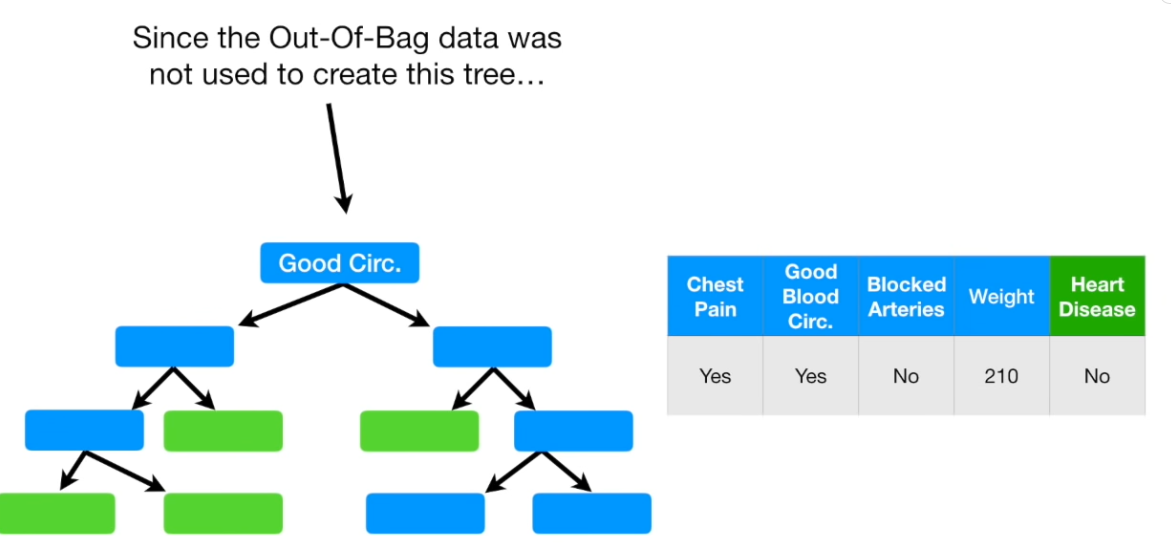 Since the Out-Of-Bag data was
not used to create this tree…
Good Circ.
Chest
Pain
Good
Blood
Circ.
Blocked
Arteries
Weight
Heart
Disease
Yes
Yes
No
210
No